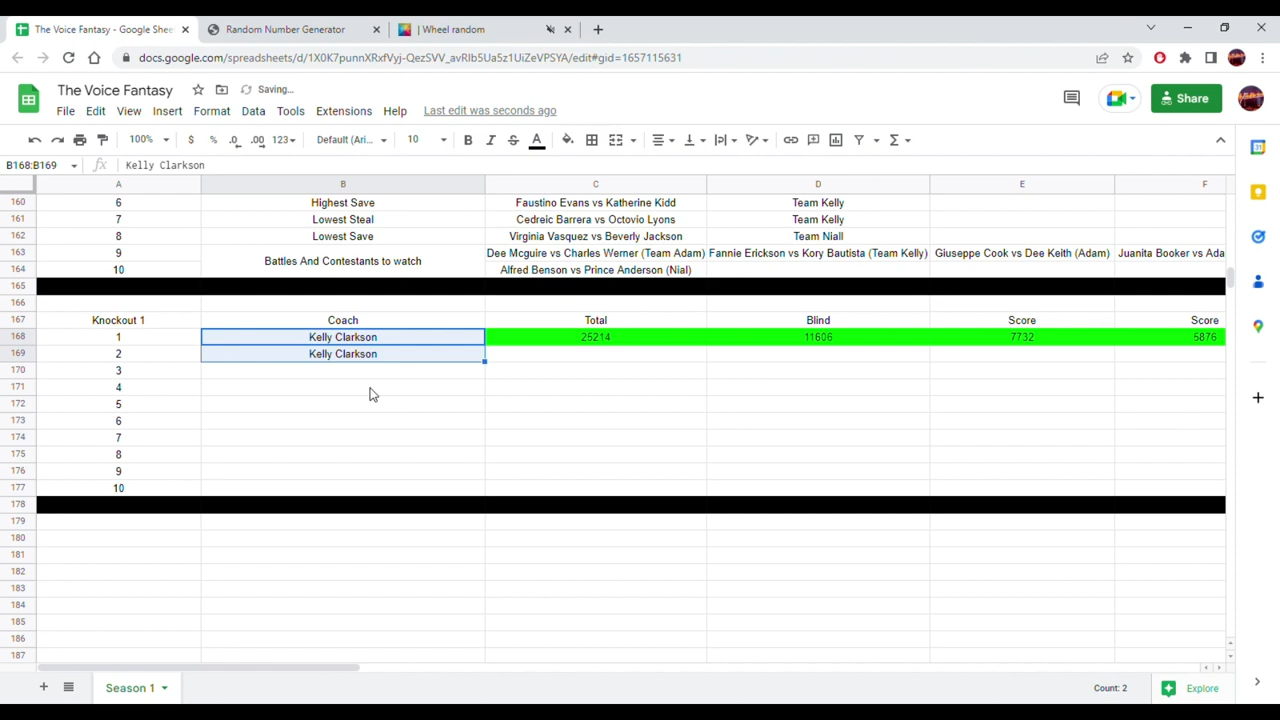 The Voice Fantasy - Google Shee
Random Number Generator
| Wheel random
docs.google.com/spreadsheets/d/1X0K7punnXRxfVyj-QezSVV_avRIb5Ua5z1UiZeVPSYA/edit#gid=1657115631
The Voice Fantasy
Saving...
File Edit View Insert Format Data Tools Extensions Help Last edit was seconds ago
Share
100% $ % .0 .00 123 Default (Ari... 10 B I S A
B168:B169 fx Kelly Clarkson
A B C D E F
160 6 Highest Save Faustino Evans vs Katherine Kidd Team Kelly
161 7 Lowest Steal Cedreic Barrera vs Octovio Lyons Team Kelly
162 8 Lowest Save Virginia Vasquez vs Beverly Jackson Team Niall
163 9 Battles And Contestants to watch Dee Mcguire vs Charles Werner (Team Adam) Fannie Erickson vs Kory Bautista (Team Kelly) Giuseppe Cook vs Dee Keith (Adam) Juanita Booker vs Ada
164 10 Alfred Benson vs Prince Anderson (Nial)
165
166
167 Knockout 1 Coach Total Blind Score Score
168 1 Kelly Clarkson 25214 11606 7732 5876
169 2 Kelly Clarkson
170 3
171 4
172 5
173 6
174 7
175 8
176 9
177 10
178
179
180
181
182
183
184
185
186
187
Season 1 Count: 2 Explore